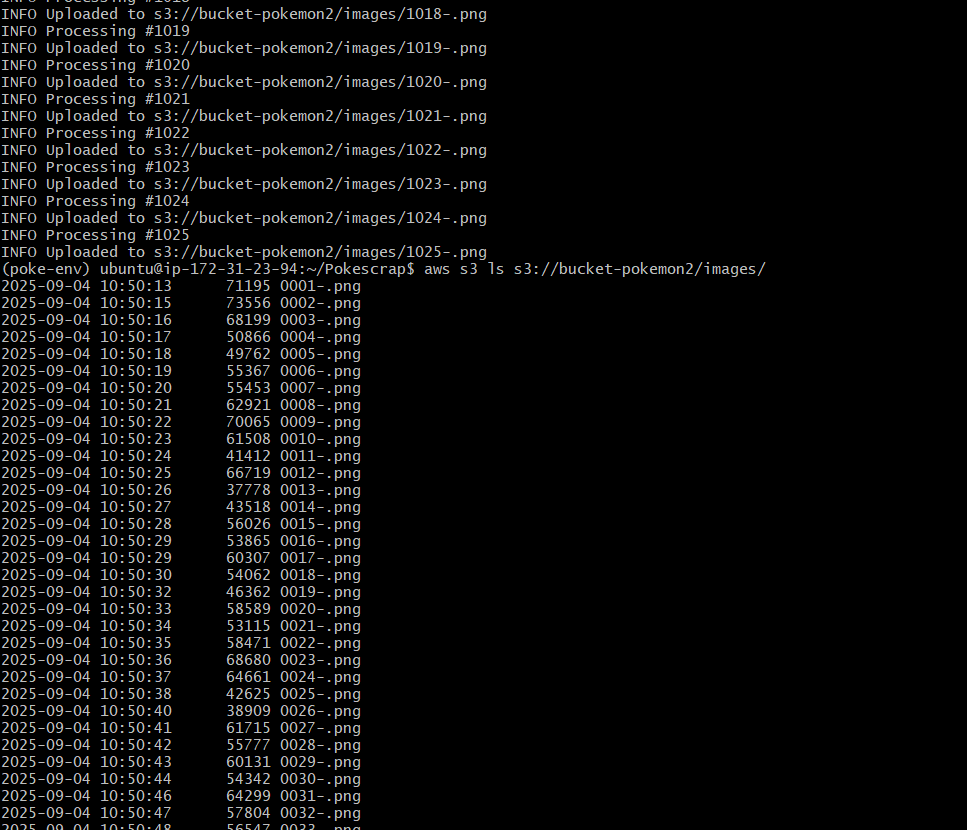 INFO Processing #1018
INFO Uploaded to s3://bucket-pokemon2/images/1018-.png
INFO Processing #1019
INFO Uploaded to s3://bucket-pokemon2/images/1019-.png
INFO Processing #1020
INFO Uploaded to s3://bucket-pokemon2/images/1020-.png
INFO Processing #1021
INFO Uploaded to s3://bucket-pokemon2/images/1021-.png
INFO Processing #1022
INFO Uploaded to s3://bucket-pokemon2/images/1022-.png
INFO Processing #1023
INFO Uploaded to s3://bucket-pokemon2/images/1023-.png
INFO Processing #1024
INFO Uploaded to s3://bucket-pokemon2/images/1024-.png
INFO Processing #1025
INFO Uploaded to s3://bucket-pokemon2/images/1025-.png
(poke-env) ubuntu@ip-172-31-23-94:~/Pokescrap$ aws s3 ls s3://bucket-pokemon2/images/
2025-09-04 10:50:13      71195 0001-.png
2025-09-04 10:50:15      73556 0002-.png
2025-09-04 10:50:16      68199 0003-.png
2025-09-04 10:50:17      50866 0004-.png
2025-09-04 10:50:18      49762 0005-.png
2025-09-04 10:50:19      55367 0006-.png
2025-09-04 10:50:20      55453 0007-.png
2025-09-04 10:50:21      62921 0008-.png
2025-09-04 10:50:22      70065 0009-.png
2025-09-04 10:50:23      61508 0010-.png
2025-09-04 10:50:24      41412 0011-.png
2025-09-04 10:50:25      66719 0012-.png
2025-09-04 10:50:26      37778 0013-.png
2025-09-04 10:50:27      43518 0014-.png
2025-09-04 10:50:28      56026 0015-.png
2025-09-04 10:50:29      53865 0016-.png
2025-09-04 10:50:29      60307 0017-.png
2025-09-04 10:50:30      54062 0018-.png
2025-09-04 10:50:32      46362 0019-.png
2025-09-04 10:50:33      58589 0020-.png
2025-09-04 10:50:34      53115 0021-.png
2025-09-04 10:50:35      58471 0022-.png
2025-09-04 10:50:36      68680 0023-.png
2025-09-04 10:50:37      64661 0024-.png
2025-09-04 10:50:38      42625 0025-.png
2025-09-04 10:50:40      38909 0026-.png
2025-09-04 10:50:41      61715 0027-.png
2025-09-04 10:50:42      55777 0028-.png
2025-09-04 10:50:43      60131 0029-.png
2025-09-04 10:50:44      54342 0030-.png
2025-09-04 10:50:46      64299 0031-.png
2025-09-04 10:50:47      57804 0032-.png
2025-09-04 10:50:48      56547 0033-.png